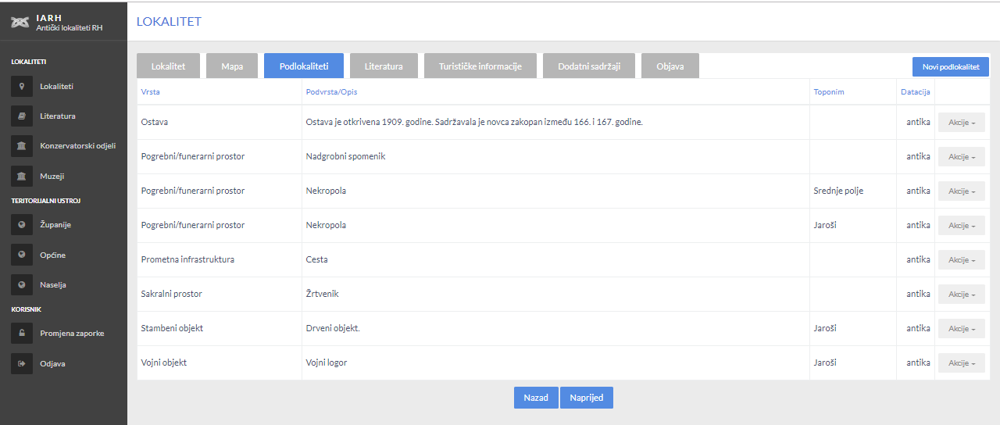 IARH
Antički lokaliteti RH
LOKALITETI
Lokaliteti
Literatura
Konzervatorski odjeli
Muzeji
TERITORIJALNI USTROJ
Županije
Općine
Naselja
KORISNIK
Promjena zaporke
Odjava
LOKALITET
Lokalitet Mapa Podlokaliteti Literatura Turističke informacije Dodatni sadržaji Objava Novi podlokalitet
Vrsta Podvrsta/Opis Toponim Datacija
Ostava Ostava je otkrivena 1909. godine. Sadržavala je novca zakopan između 166. i 167. godine. antika Akcije
Pogrebni/funerarni prostor Nadgrobni spomenik antika Akcije
Pogrebni/funerarni prostor Nekropola Srednje polje antika Akcije
Pogrebni/funerarni prostor Nekropola Jaroši antika Akcije
Prometna infrastruktura Cesta antika Akcije
Sakralni prostor Žrtvenik antika Akcije
Stambeni objekt Drveni objekt. Jaroši antika Akcije
Vojni objekt Vojni logor Jaroši antika Akcije
Nazad Naprijed